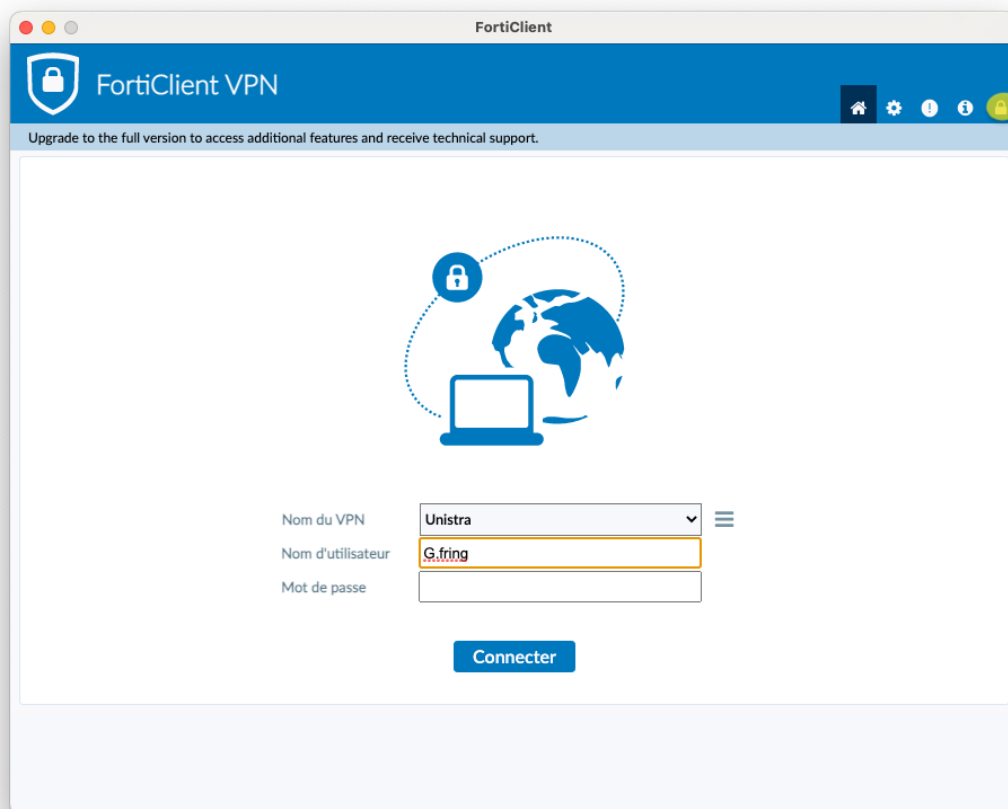 FortiClient
FortiClient VPN
Upgrade to the full version to access additional features and receive technical support.
Nom du VPN Unistra
Nom d'utilisateur G.fring
Mot de passe
Connecter